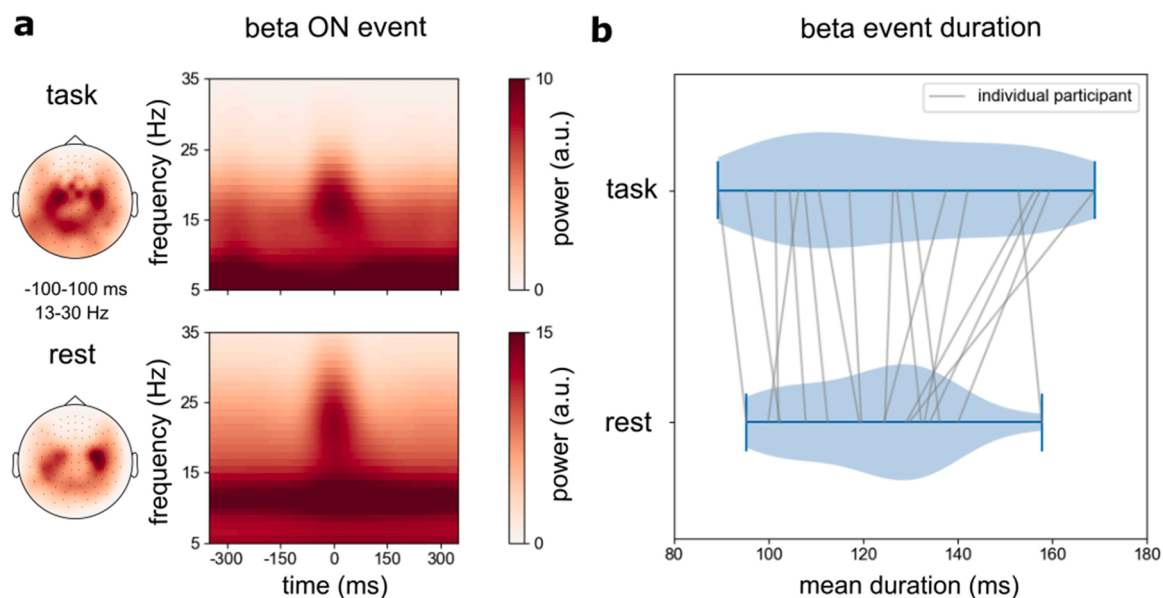 a
beta ON event
task
-100-100 ms
13-30 Hz
frequency (Hz)
35
25
15
5
10
0
power (a.u.)
rest
frequency (Hz)
35
25
15
5
-300
-150
0
150
300
time (ms)
15
0
power (a.u.)
b
beta event duration
individual participant
task
rest
80
100
120
140
160
180
mean duration (ms)